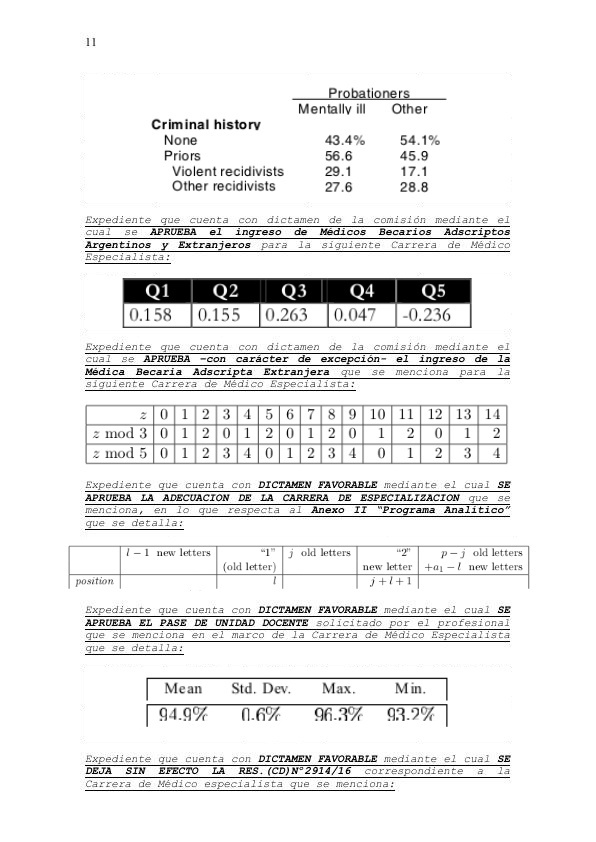 11
Probationers
Mentally ill Other
Criminal history
None 43.4% 54.1%
Priors 56.6 45.9
Violent recidivists 29.1 17.1
Other recidivists 27.6 28.8
Expediente que cuenta con dictamen de la comisión mediante el
cual se APRUEBA el ingreso de Médicos Becarios Adscriptos
Argentinos y Extranjeros para la siguiente Carrera de Médico
Especialista:
Q1 Q2 Q3 Q4 Q5
0.158 0.155 0.263 0.047 -0.236
Expediente que cuenta con dictamen de la comisión mediante el
cual se APRUEBA –con carácter de excepción- el ingreso de la
Médica Becaria Adscripta Extranjera que se menciona para la
siguiente Carrera de Médico Especialista:
z 0 1 2 3 4 5 6 7 8 9 10 11 12 13 14
z mod 3 0 1 2 0 1 2 0 1 2 0 1 2 0 1 2
z mod 5 0 1 2 3 4 0 1 2 3 4 0 1 2 3 4
Expediente que cuenta con DICTAMEN FAVORABLE mediante el cual SE
APRUEBA LA ADECUACION DE LA CARRERA DE ESPECIALIZACION que se
menciona, en lo que respecta al Anexo II “Programa Analítico”
que se detalla:
l − 1 new letters “1” j old letters “2” p − j old letters
(old letter) new letter +a₁ − l new letters
position l j + l + 1
Expediente que cuenta con DICTAMEN FAVORABLE mediante el cual SE
APRUEBA EL PASE DE UNIDAD DOCENTE solicitado por el profesional
que se menciona en el marco de la Carrera de Médico Especialista
que se detalla:
Mean Std. Dev. Max. Min.
94.9% 0.6% 96.3% 93.2%
Expediente que cuenta con DICTAMEN FAVORABLE mediante el cual SE
DEJA SIN EFECTO LA RES.(CD)Nº2914/16 correspondiente a la
Carrera de Médico especialista que se menciona: